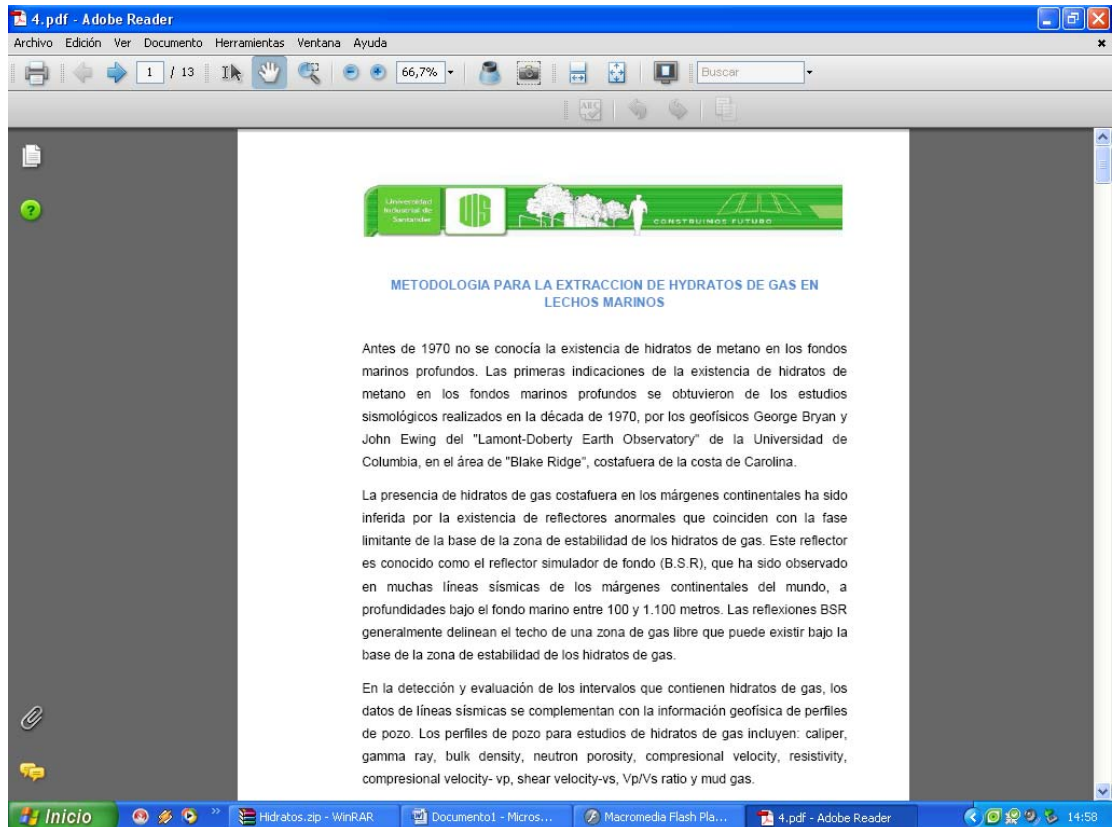 4.pdf - Adobe Reader
Archivo Edición Ver Documento Herramientas Ventana Ayuda
1 / 13 66,7% Buscar
ABC
Universidad
Industrial de
Santander
UIS
CONSTRUIMOS FUTURO
METODOLOGIA PARA LA EXTRACCION DE HYDRATOS DE GAS EN
LECHOS MARINOS
Antes de 1970 no se conocía la existencia de hidratos de metano en los fondos
marinos profundos. Las primeras indicaciones de la existencia de hidratos de
metano en los fondos marinos profundos se obtuvieron de los estudios
sismológicos realizados en la década de 1970, por los geofísicos George Bryan y
John Ewing del "Lamont-Doberty Earth Observatory" de la Universidad de
Columbia, en el área de "Blake Ridge", costafuera de la costa de Carolina.
La presencia de hidratos de gas costafuera en los márgenes continentales ha sido
inferida por la existencia de reflectores anormales que coinciden con la fase
limitante de la base de la zona de estabilidad de los hidratos de gas. Este reflector
es conocido como el reflector simulador de fondo (B.S.R), que ha sido observado
en muchas líneas sísmicas de los márgenes continentales del mundo, a
profundidades bajo el fondo marino entre 100 y 1.100 metros. Las reflexiones BSR
generalmente delinean el techo de una zona de gas libre que puede existir bajo la
base de la zona de estabilidad de los hidratos de gas.
En la detección y evaluación de los intervalos que contienen hidratos de gas, los
datos de líneas sísmicas se complementan con la información geofísica de perfiles
de pozo. Los perfiles de pozo para estudios de hidratos de gas incluyen: caliper,
gamma ray, bulk density, neutron porosity, compresional velocity, resistivity,
compresional velocity- vp, shear velocity-vs, Vp/Vs ratio y mud gas.
Inicio Hidratos.zip - WinRAR Documento1 - Micros... Macromedia Flash Pla... 4.pdf - Adobe Reader 14:58